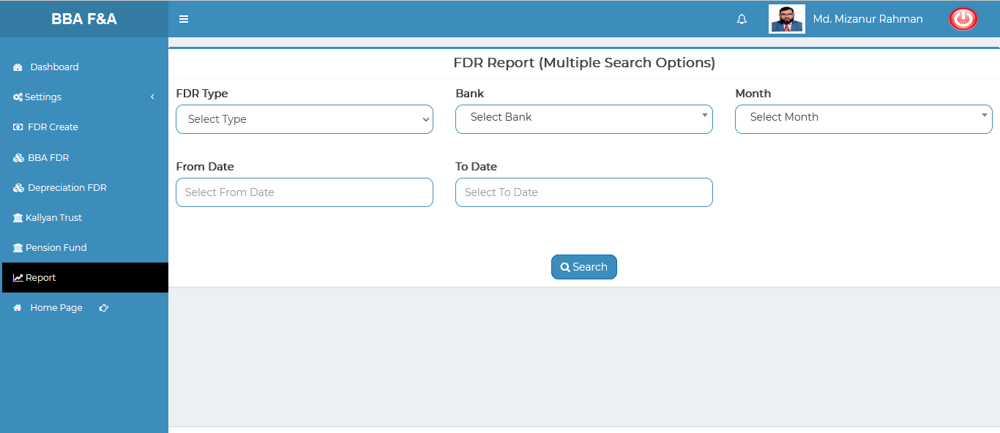 BBA F&A
Md. Mizanur Rahman
Dashboard
Settings
FDR Create
BBA FDR
Depreciation FDR
Kallyan Trust
Pension Fund
Report
Home Page
FDR Report (Multiple Search Options)
FDR Type
Bank
Month
Select Type
Select Bank
Select Month
From Date
To Date
Select From Date
Select To Date
Search